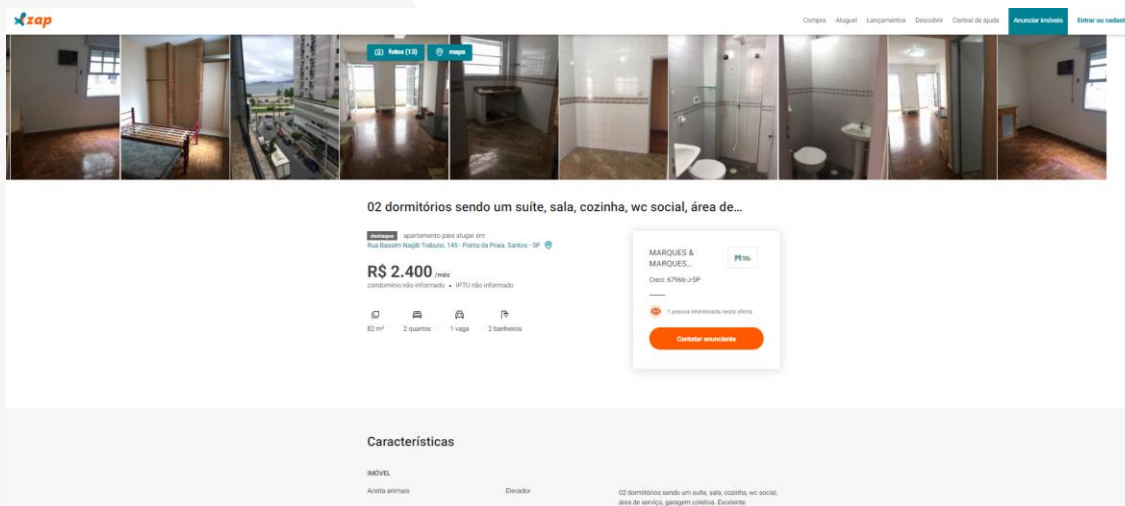 zap
Compra Aluguel Lançamentos Descobrir Central de ajuda Anunciar imóveis Entrar ou cadast
fotos (13) mapa
02 dormitórios sendo um suíte, sala, cozinha, wc social, área de...
destaque apartamento para alugar em
Rua Bassim Nagib Trabulsi, 145 - Ponta da Praia, Santos - SP
R$ 2.400 /mês
condomínio não informado • IPTU não informado
82 m² 2 quartos 1 vaga 2 banheiros
MARQUES &
MARQUES...
Creci: 67966-J-SP
1 pessoa interessada nesta oferta
Contatar anunciante
Características
IMÓVEL
Aceita animais Elevador
02 dormitórios sendo um suíte, sala, cozinha, wc social,
área de serviço, garagem coletiva. Excelente